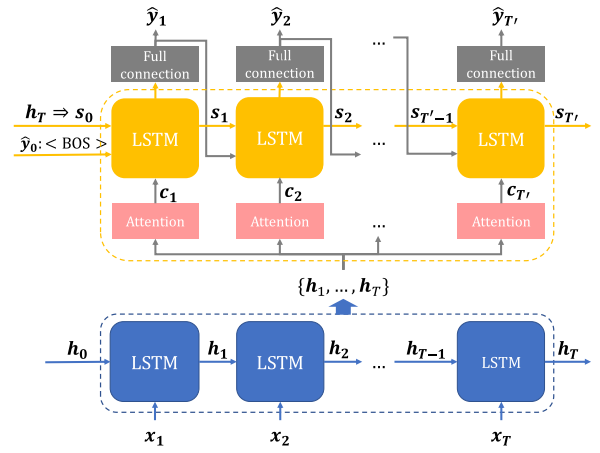 ŷ₁ ŷ₂ ŷ_T′
Full connection Full connection ... Full connection
h_T ⇒ s₀ LSTM s₁ LSTM s₂ s_T′₋₁ LSTM s_T′
ŷ₀: < BOS > ...
c₁ c₂ c_T′
Attention Attention ... Attention
{h₁, ..., h_T}
h₀ LSTM h₁ LSTM h₂ ... h_T₋₁ LSTM h_T
...
x₁ x₂ x_T